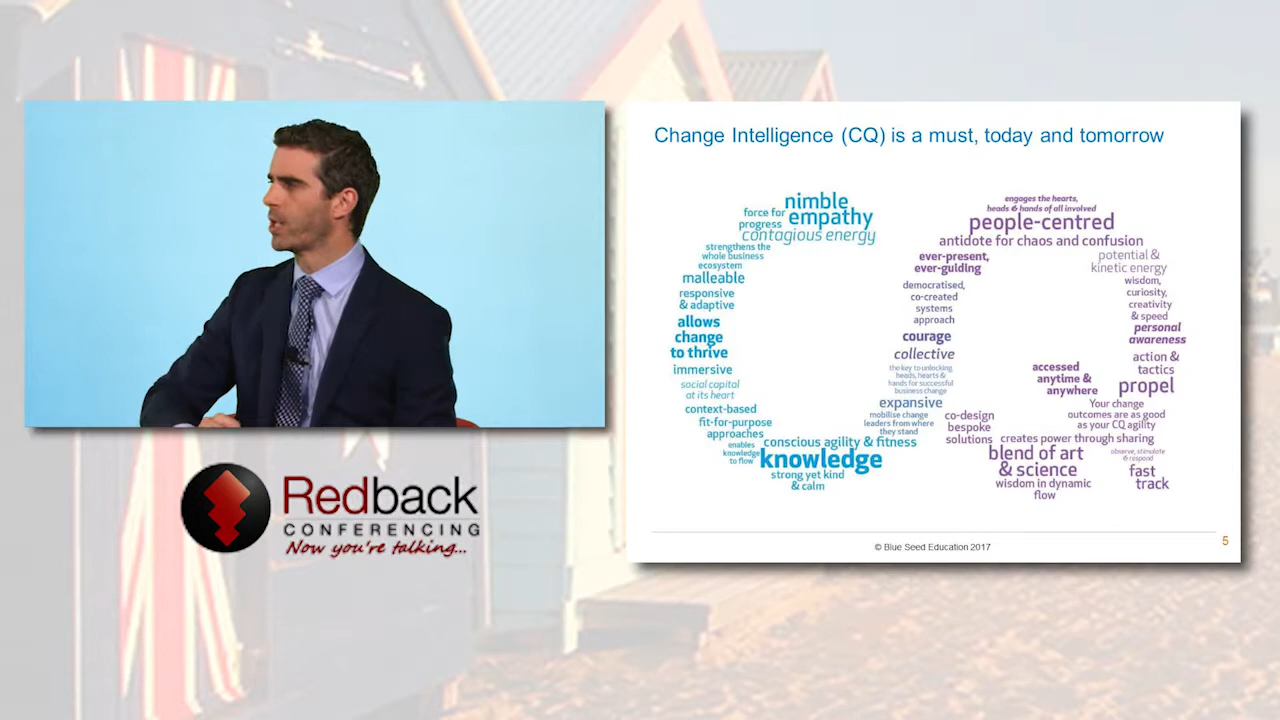 Redback
CONFERENCING
Now you're talking...
Change Intelligence (CQ) is a must, today and tomorrow
nimble
force for
empathy
progress
contagious energy
strengthens the
whole business
ecosystem
malleable
responsive
& adaptive
allows
change
to thrive
immersive
social capital
at its heart
context-based
fit-for-purpose
approaches
enables
knowledge
to flow
conscious agility & fitness
knowledge
strong yet kind
& calm
engages the hearts,
heads & hands of all involved
people-centred
antidote for chaos and confusion
ever-present,
ever-guiding
democratised,
co-created
systems
approach
courage
collective
the key to unlocking
heads, hearts &
hands for successful
business change
expansive
mobilise change
leaders from where
they stand
potential &
kinetic energy
wisdom,
curiosity,
creativity
& speed
personal
awareness
action &
tactics
propel
accessed
anytime &
anywhere
Your change
outcomes are as good
as your CQ agility
co-design
bespoke
solutions
creates power through sharing
blend of art
& science
wisdom in dynamic
flow
observe, stimulate
& respond
fast
track
© Blue Seed Education 2017
5